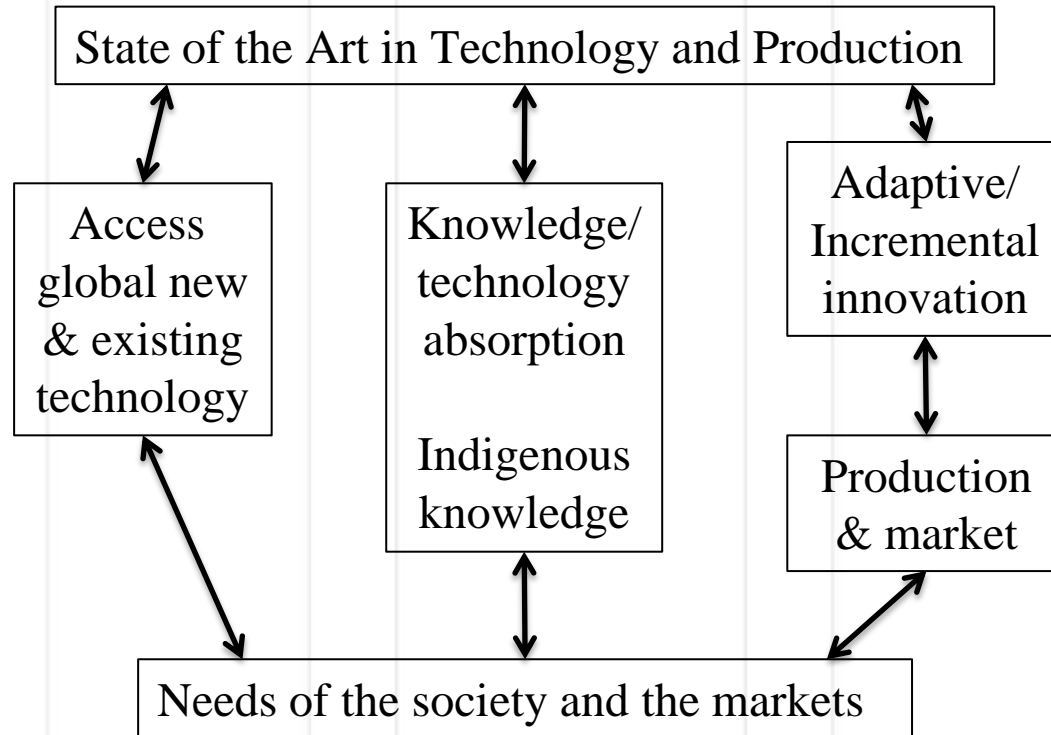 State of the Art in Technology and Production
Access
global new
& existing
technology
Knowledge/
technology
absorption
Indigenous
knowledge
Adaptive/
Incremental
innovation
Production
& market
Needs of the society and the markets